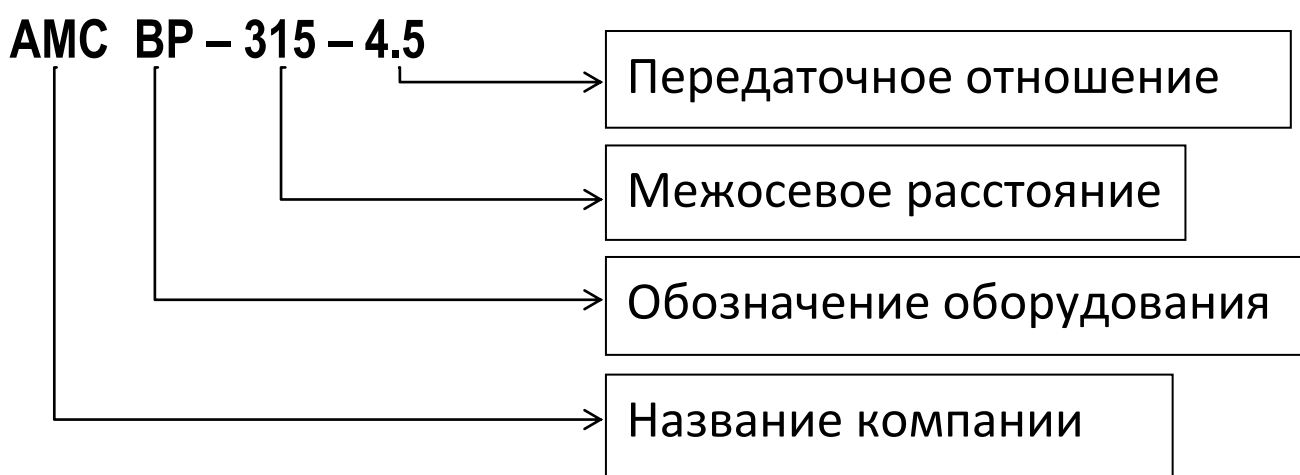 АМС ВР – 315 – 4.5
Передаточное отношение
Межосевое расстояние
Обозначение оборудования
Название компании